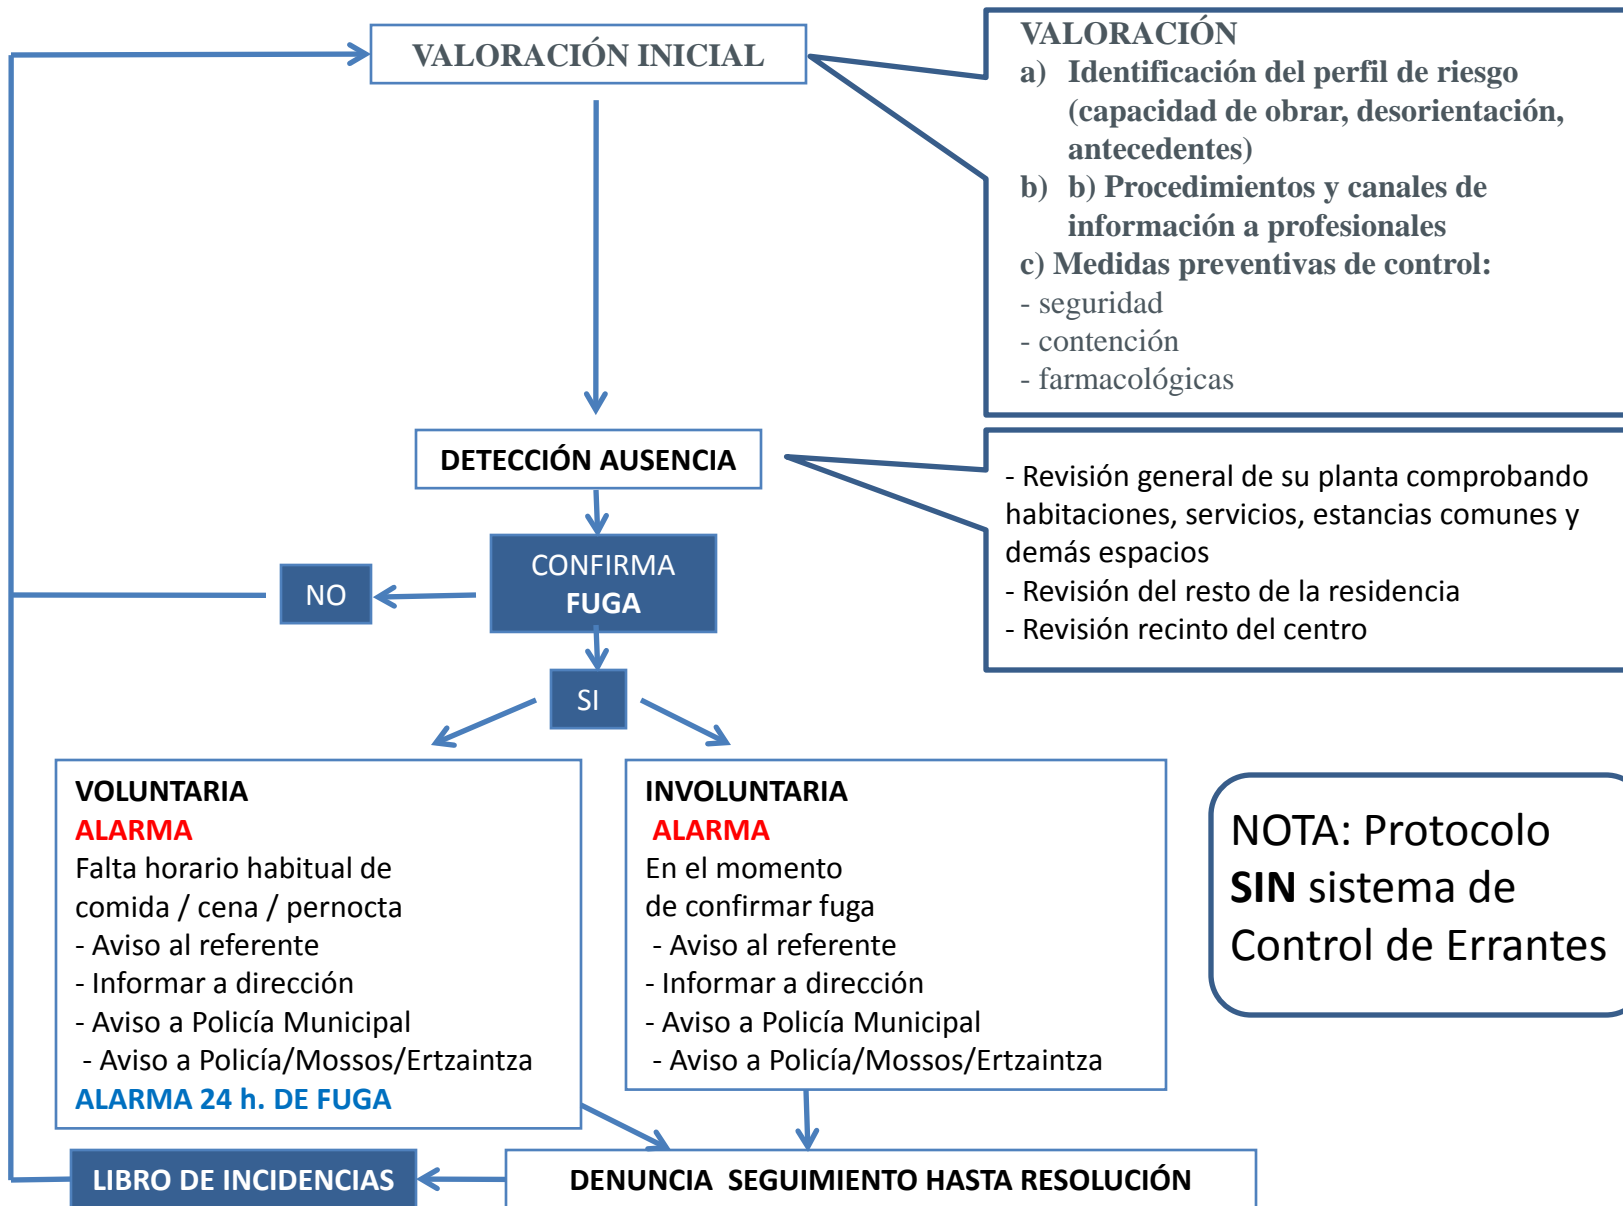 VALORACIÓN INICIAL
VALORACIÓN
a) Identificación del perfil de riesgo
(capacidad de obrar, desorientación,
antecedentes)
b) b) Procedimientos y canales de
información a profesionales
c) Medidas preventivas de control:
- seguridad
- contención
- farmacológicas
DETECCIÓN AUSENCIA
- Revisión general de su planta comprobando
habitaciones, servicios, estancias comunes y
demás espacios
- Revisión del resto de la residencia
- Revisión recinto del centro
CONFIRMA
FUGA
NO
SI
VOLUNTARIA
ALARMA
Falta horario habitual de
comida / cena / pernocta
- Aviso al referente
- Informar a dirección
- Aviso a Policía Municipal
- Aviso a Policía/Mossos/Ertzaintza
ALARMA 24 h. DE FUGA
INVOLUNTARIA
ALARMA
En el momento
de confirmar fuga
- Aviso al referente
- Informar a dirección
- Aviso a Policía Municipal
- Aviso a Policía/Mossos/Ertzaintza
NOTA: Protocolo
SIN sistema de
Control de Errantes
LIBRO DE INCIDENCIAS
DENUNCIA SEGUIMIENTO HASTA RESOLUCIÓN